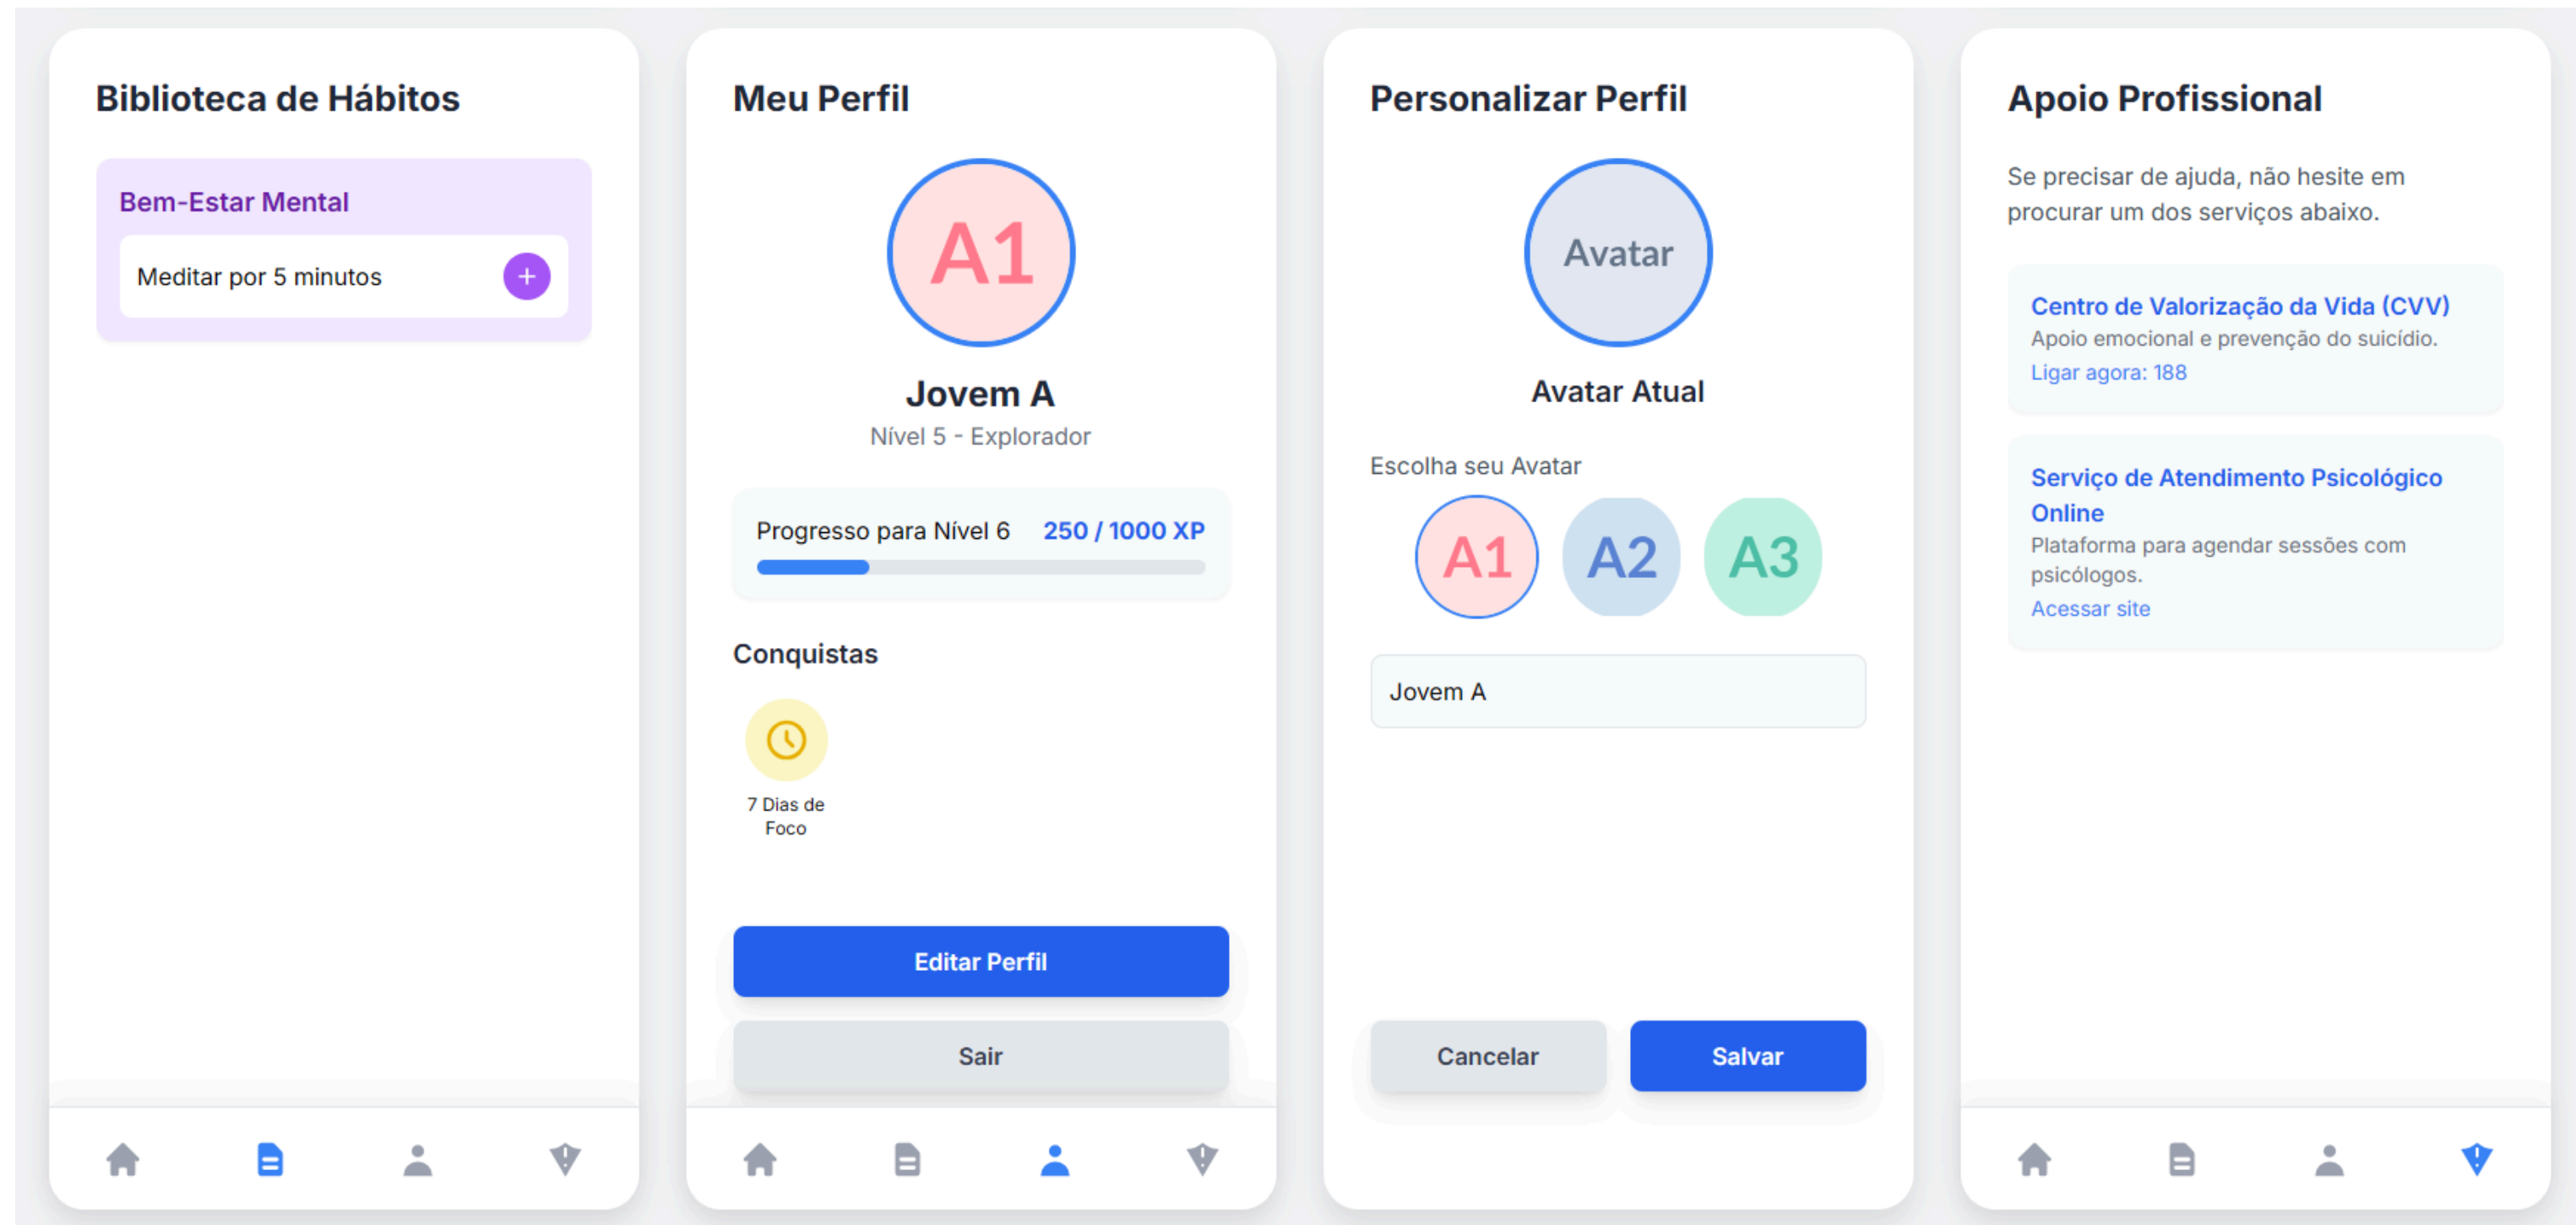 Biblioteca de Hábitos
Bem-Estar Mental
Meditar por 5 minutos
Meu Perfil
A1
Jovem A
Nível 5 - Explorador
Progresso para Nível 6 250 / 1000 XP
Conquistas
7 Dias de
Foco
Editar Perfil
Sair
Personalizar Perfil
Avatar
Avatar Atual
Escolha seu Avatar
A1 A2 A3
Jovem A
Cancelar Salvar
Apoio Profissional
Se precisar de ajuda, não hesite em
procurar um dos serviços abaixo.
Centro de Valorização da Vida (CVV)
Apoio emocional e prevenção do suicídio.
Ligar agora: 188
Serviço de Atendimento Psicológico
Online
Plataforma para agendar sessões com
psicólogos.
Acessar site